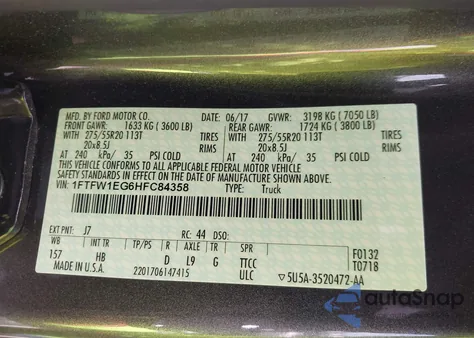 MFD. BY FORD MOTOR CO. 06/17 GVWR: 3198 KG ( 7050 LB)
FRONT GAWR: 1633 KG ( 3600 LB) REAR GAWR: 1724 KG ( 3800 LB)
WITH 275/55R20 113T TIRES WITH 275/55R20 113T TIRES
20x8.5J RIMS 20x8.5J RIMS
AT 240 kPa/ 35 PSI COLD AT 240 kPa/ 35 PSI COLD
THIS VEHICLE CONFORMS TO ALL APPLICABLE FEDERAL MOTOR VEHICLE
SAFETY STANDARDS IN EFFECT ON THE DATE OF MANUFACTURE SHOWN ABOVE.
VIN: 1FTFW1EG6HFC84358 TYPE: Truck
EXT PNT: J7 RC: 44 DSO: F0132
WB INT TR TP/PS R AXLE TR SPR T0718
157 HB D L9 G TTCC
MADE IN U.S.A. 2201706147415 ULC ▽5U5A-3520472-AA
autoSnap